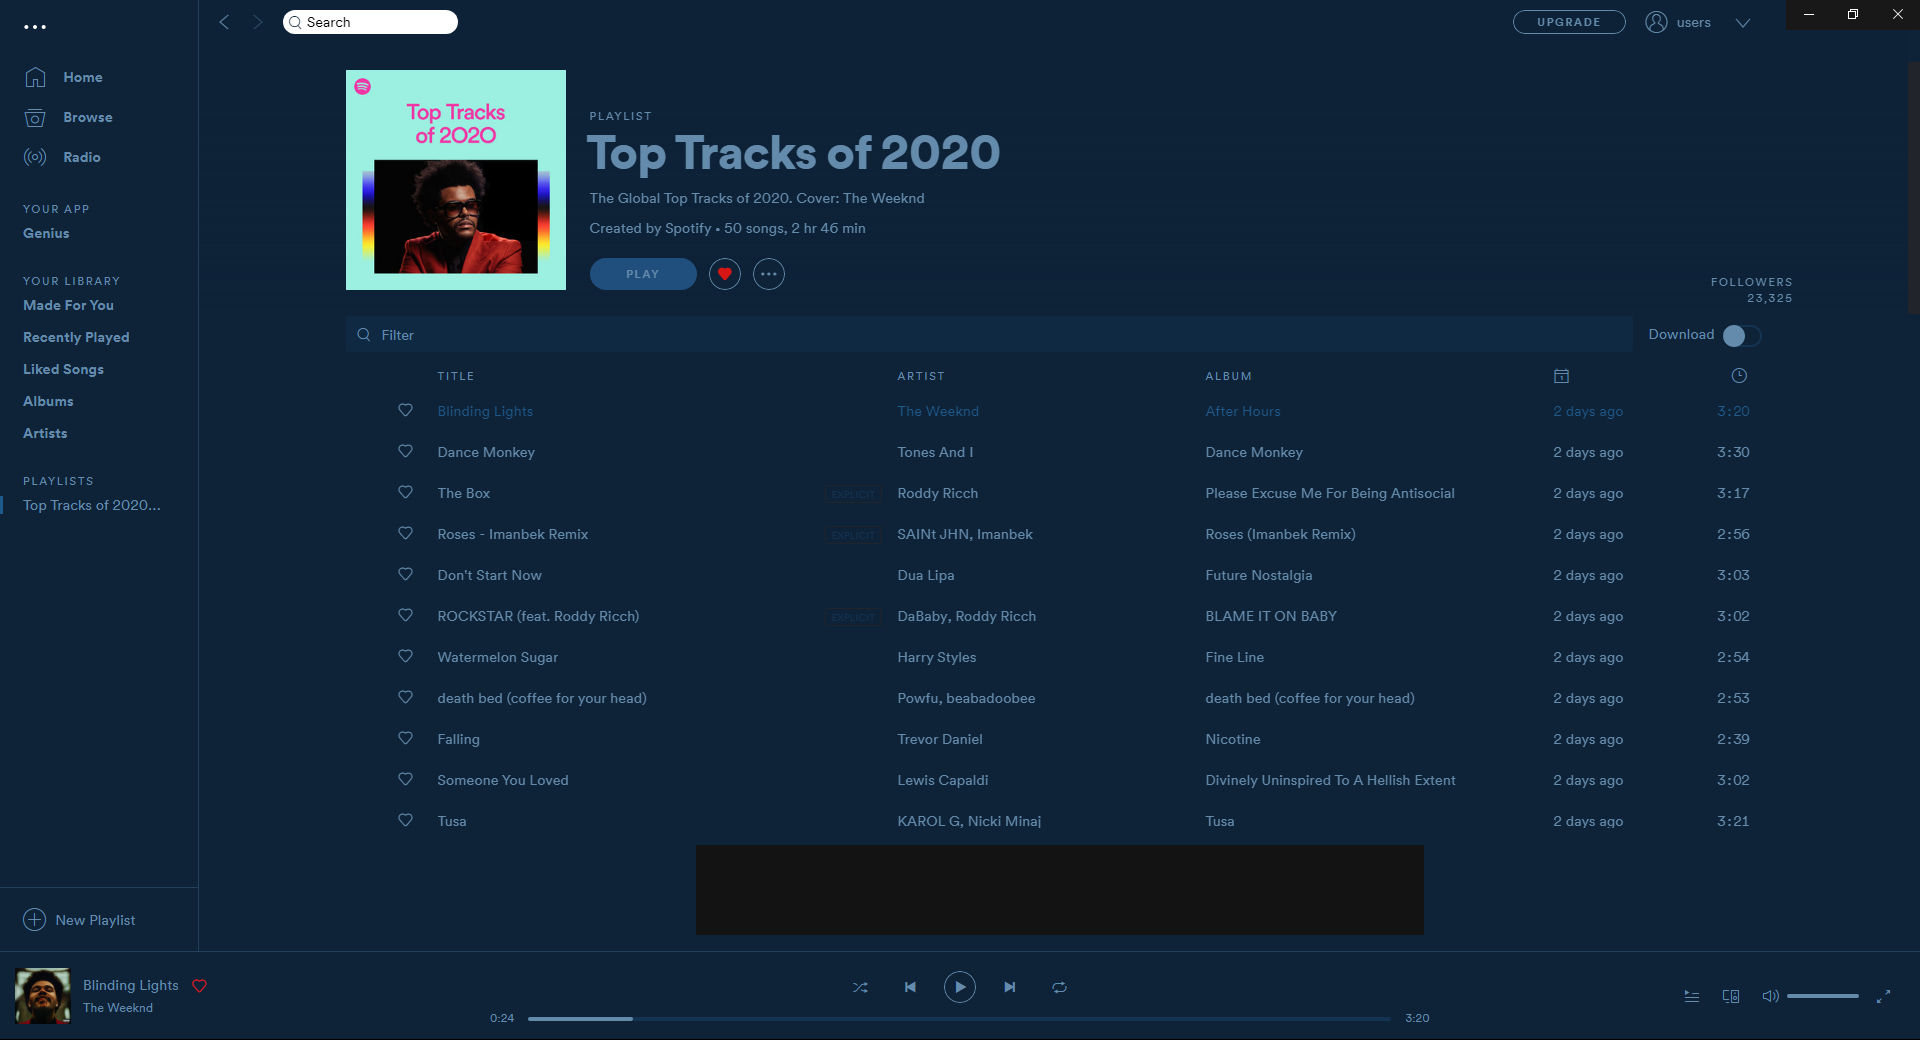 Search
UPGRADE
users
Home
Browse
Radio
YOUR APP
Genius
YOUR LIBRARY
Made For You
Recently Played
Liked Songs
Albums
Artists
PLAYLISTS
Top Tracks of 2020...
New Playlist
Top Tracks
of 2020
PLAYLIST
Top Tracks of 2020
The Global Top Tracks of 2020. Cover: The Weeknd
Created by Spotify • 50 songs, 2 hr 46 min
PLAY
FOLLOWERS
23,325
Filter
Download
TITLE ARTIST ALBUM
Blinding Lights The Weeknd After Hours 2 days ago 3:20
Dance Monkey Tones And I Dance Monkey 2 days ago 3:30
The Box EXPLICIT Roddy Ricch Please Excuse Me For Being Antisocial 2 days ago 3:17
Roses - Imanbek Remix EXPLICIT SAINt JHN, Imanbek Roses (Imanbek Remix) 2 days ago 2:56
Don't Start Now Dua Lipa Future Nostalgia 2 days ago 3:03
ROCKSTAR (feat. Roddy Ricch) EXPLICIT DaBaby, Roddy Ricch BLAME IT ON BABY 2 days ago 3:02
Watermelon Sugar Harry Styles Fine Line 2 days ago 2:54
death bed (coffee for your head) Powfu, beabadoobee death bed (coffee for your head) 2 days ago 2:53
Falling Trevor Daniel Nicotine 2 days ago 2:39
Someone You Loved Lewis Capaldi Divinely Uninspired To A Hellish Extent 2 days ago 3:02
Tusa KAROL G, Nicki Minaj Tusa 2 days ago 3:21
Blinding Lights
The Weeknd
0:24 3:20